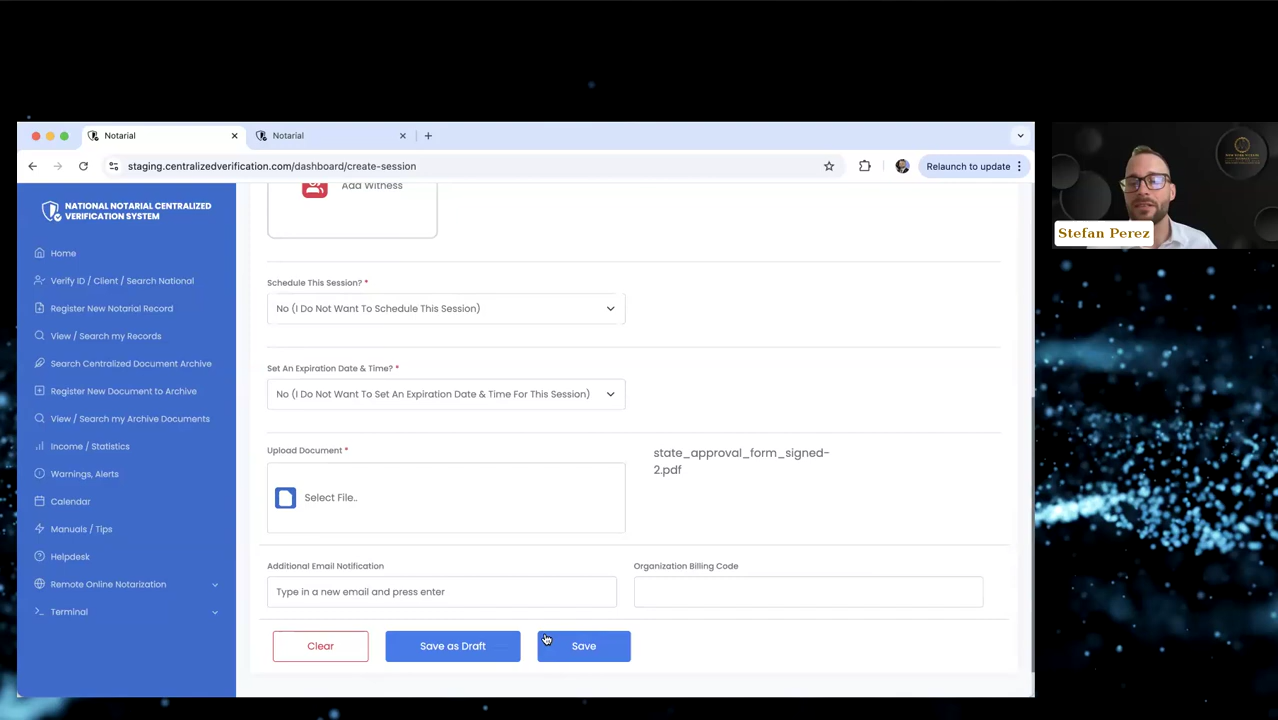 Notarial
Notarial
staging.centralizedverification.com/dashboard/create-session
Relaunch to update
NATIONAL NOTARIAL CENTRALIZED
VERIFICATION SYSTEM
Home
Verify ID / Client / Search National
Register New Notarial Record
View / Search my Records
Search Centralized Document Archive
Register New Document to Archive
View / Search my Archive Documents
Income / Statistics
Warnings, Alerts
Calendar
Manuals / Tips
Helpdesk
Remote Online Notarization
Terminal
Add Witness
Schedule This Session? *
No (I Do Not Want To Schedule This Session)
Set An Expiration Date & Time? *
No (I Do Not Want To Set An Expiration Date & Time For This Session)
Upload Document *
Select File..
state_approval_form_signed-
2.pdf
Additional Email Notification
Type in a new email and press enter
Organization Billing Code
Clear
Save as Draft
Save
Stefan Perez